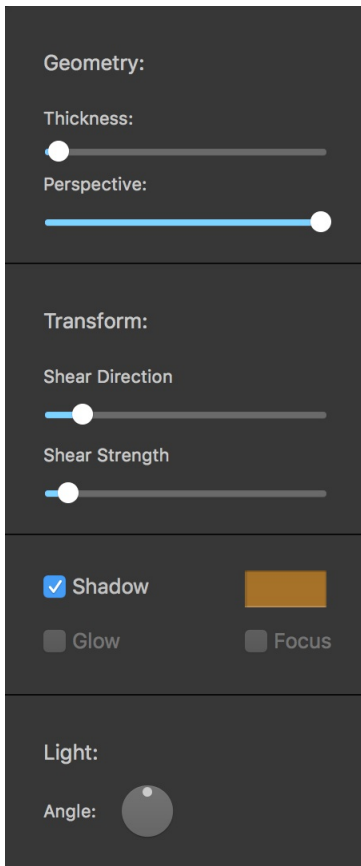 Geometry:
Thickness:
Perspective:
Transform:
Shear Direction
Shear Strength
Shadow
Glow Focus
Light:
Angle: